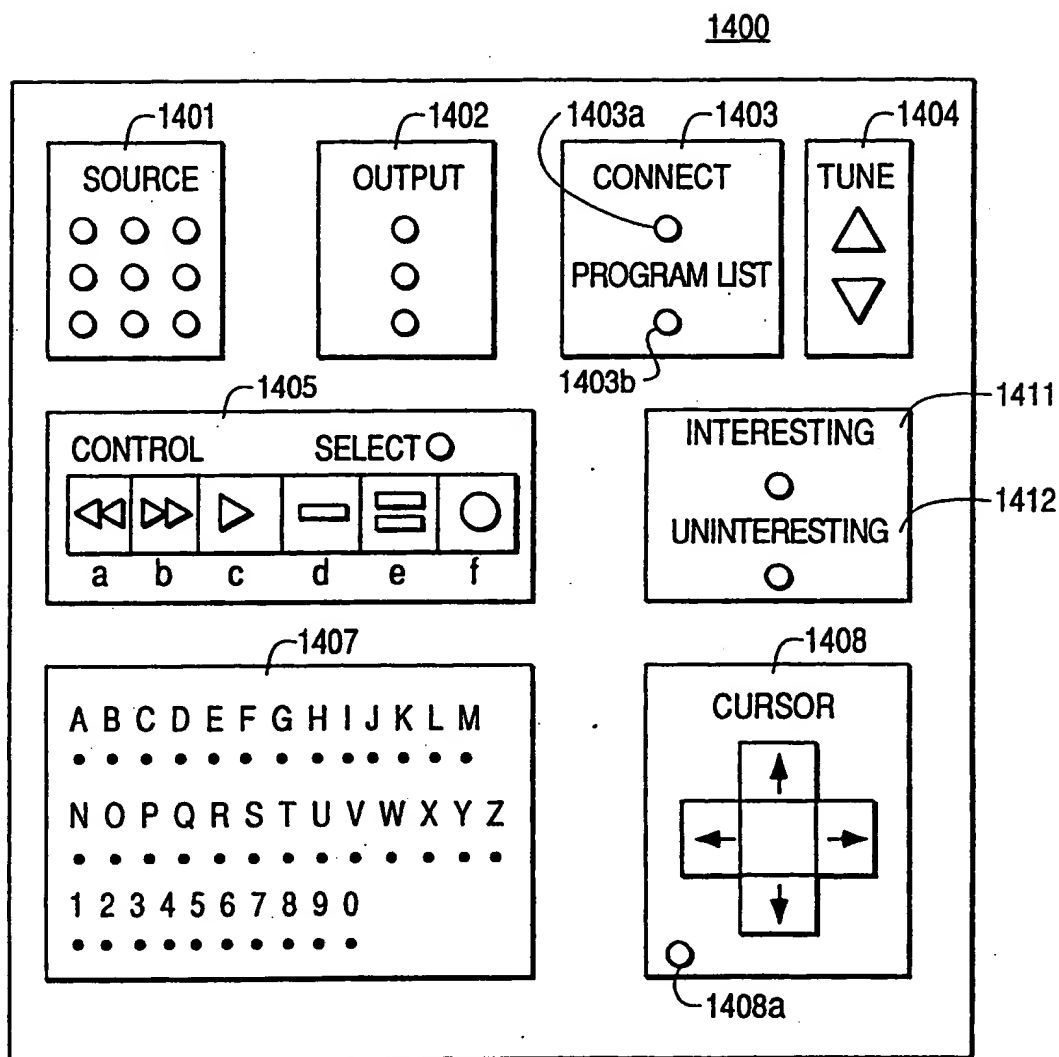 1400
1401
SOURCE
1402
OUTPUT
1403a
1403
CONNECT
PROGRAM LIST
1403b
1404
TUNE
1405
CONTROL SELECT
a b c d e f
1411
INTERESTING
1412
UNINTERESTING
1407
A B C D E F G H I J K L M
N O P Q R S T U V W X Y Z
1 2 3 4 5 6 7 8 9 0
1408
CURSOR
1408a